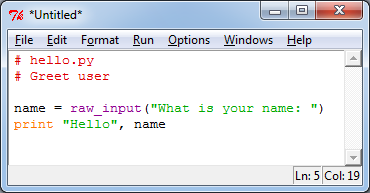 *Untitled*
File Edit Format Run Options Windows Help
# hello.py
# Greet user
name = raw_input("What is your name: ")
print "Hello", name
Ln: 5 Col: 19